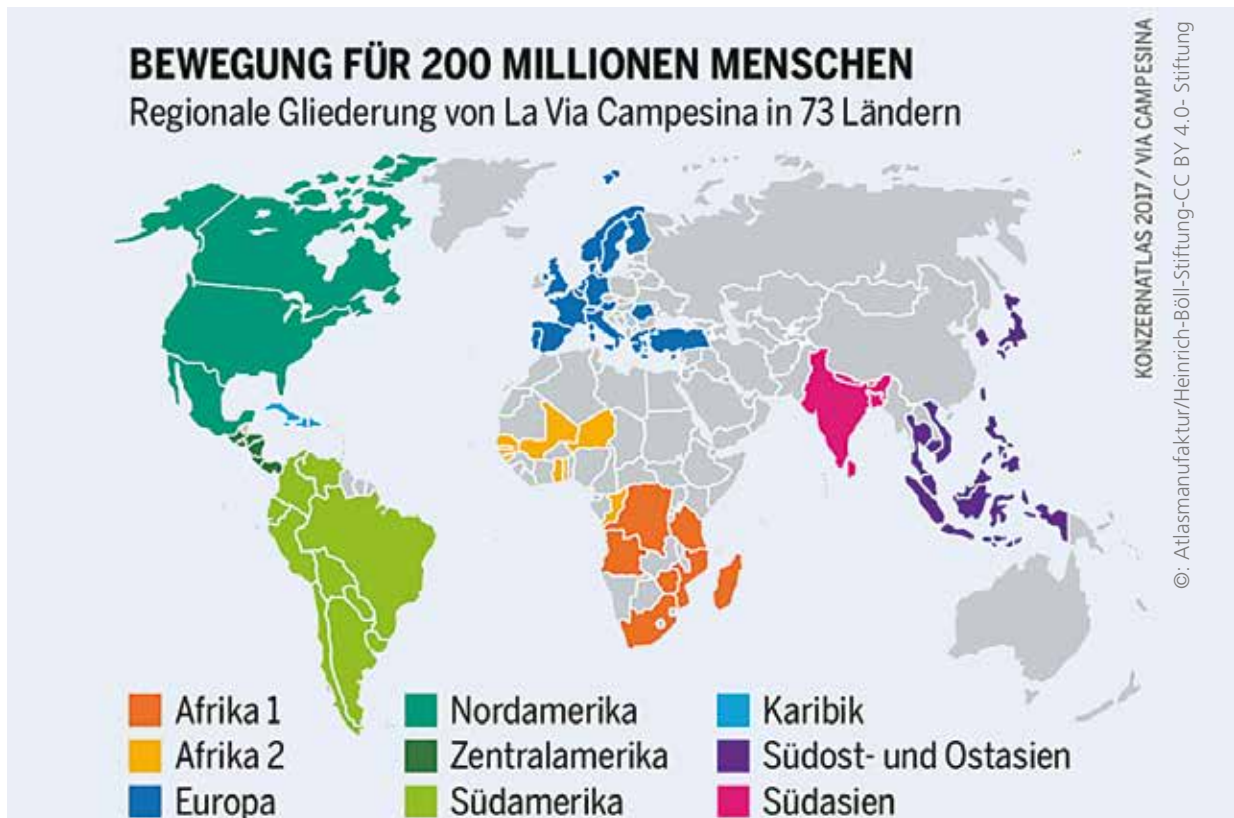 BEWEGUNG FÜR 200 MILLIONEN MENSCHEN
Regionale Gliederung von La Via Campesina in 73 Ländern
Afrika 1
Afrika 2
Europa
Nordamerika
Zentralamerika
Südamerika
Karibik
Südost- und Ostasien
Südasien
KONZERNATLAS 2017 / VIA CAMPESINA
©: Atlasmanufaktur/Heinrich-Böll-Stiftung-CC BY 4.0- Stiftung